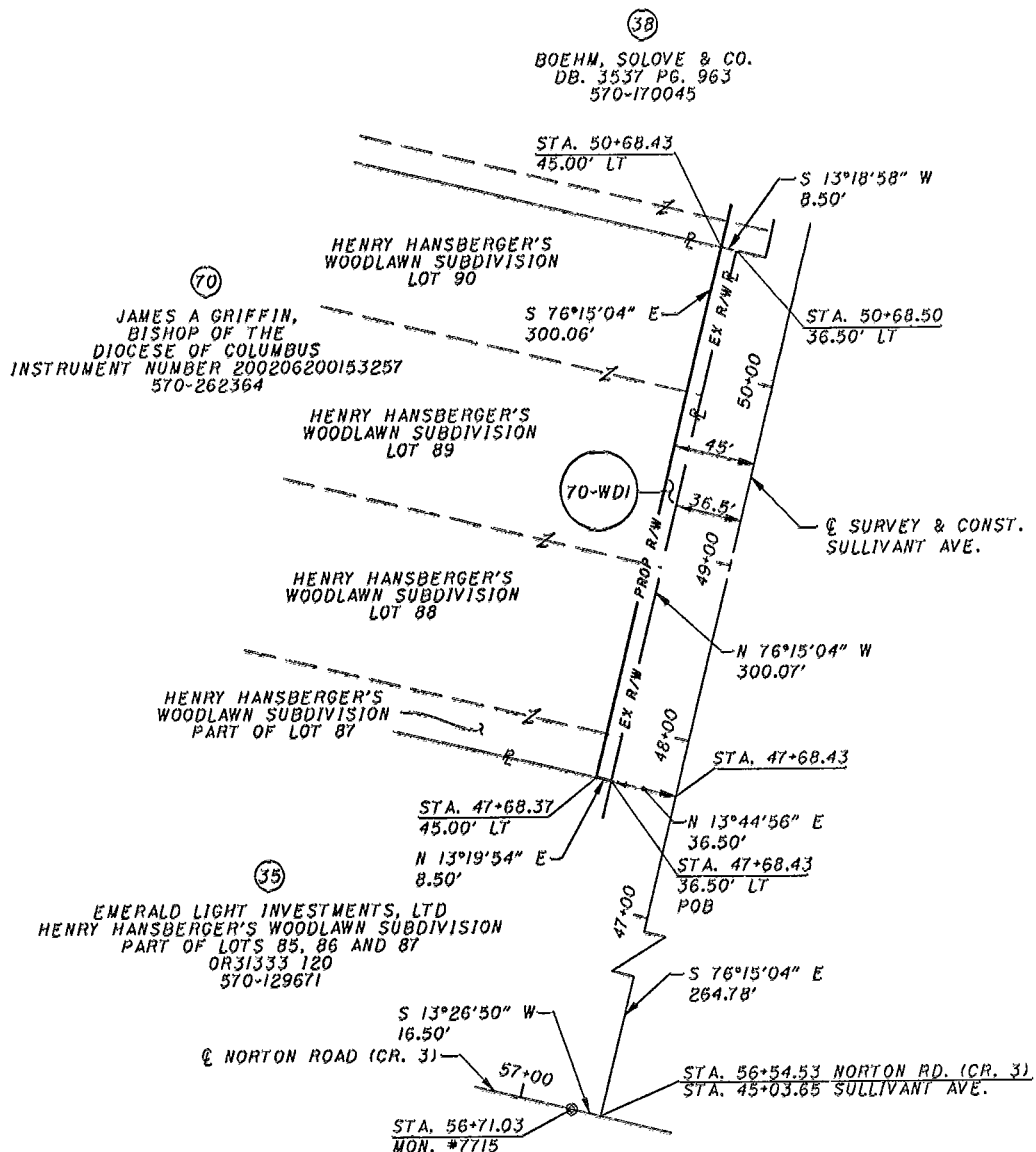 38
BOEHM, SOLOVE & CO.
DB. 3537 PG. 963
570-170045
STA. 50+68.43
45.00' LT
S 13°18'58" W
8.50'
HENRY HANSBERGER'S
WOODLAWN SUBDIVISION
LOT 90
70
JAMES A GRIFFIN,
BISHOP OF THE
DIOCESE OF COLUMBUS
INSTRUMENT NUMBER 200206200153257
570-262364
S 76°15'04" E
300.06'
EX R/W
STA. 50+68.50
36.50' LT
50+00
HENRY HANSBERGER'S
WOODLAWN SUBDIVISION
LOT 89
45'
70-WD1
36.5'
℄ SURVEY & CONST.
SULLIVANT AVE.
49+00
PROP R/W
HENRY HANSBERGER'S
WOODLAWN SUBDIVISION
LOT 88
N 76°15'04" W
300.07'
EX R/W
HENRY HANSBERGER'S
WOODLAWN SUBDIVISION
PART OF LOT 87
48+00
STA. 47+68.43
STA. 47+68.37
45.00' LT
N 13°44'56" E
36.50'
N 13°19'54" E
8.50'
STA. 47+68.43
36.50' LT
POB
47+00
35
EMERALD LIGHT INVESTMENTS, LTD
HENRY HANSBERGER'S WOODLAWN SUBDIVISION
PART OF LOTS 85, 86 AND 87
OR31333 120
570-129671
S 76°15'04" E
264.78'
S 13°26'50" W
16.50'
℄ NORTON ROAD (CR. 3)
57+00
STA. 56+54.53 NORTON RD. (CR. 3)
STA. 45+03.65 SULLIVANT AVE.
STA. 56+71.03
MON. #7715